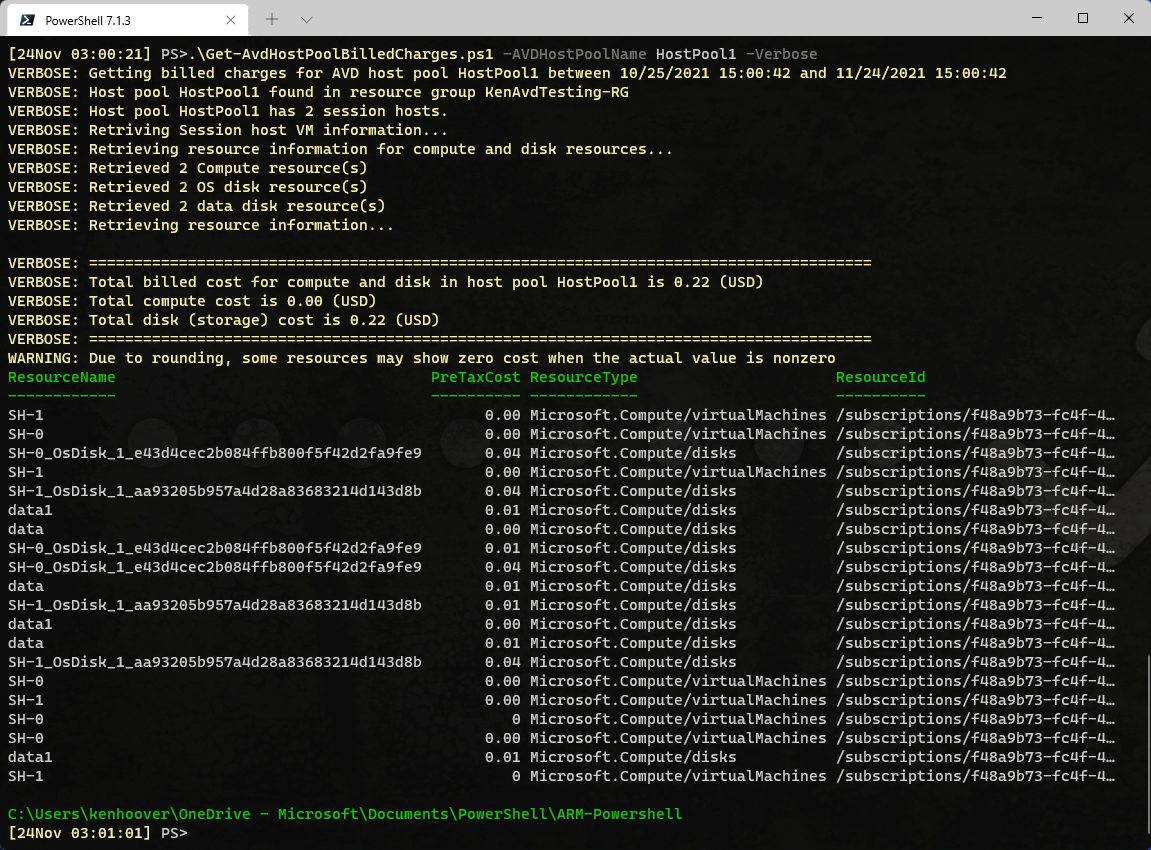 PowerShell 7.1.3
[24Nov 03:00:21] PS>.\Get-AvdHostPoolBilledCharges.ps1 -AVDHostPoolName HostPool1 -Verbose
VERBOSE: Getting billed charges for AVD host pool HostPool1 between 10/25/2021 15:00:42 and 11/24/2021 15:00:42
VERBOSE: Host pool HostPool1 found in resource group KenAvdTesting-RG
VERBOSE: Host pool HostPool1 has 2 session hosts.
VERBOSE: Retriving Session host VM information...
VERBOSE: Retrieving resource information for compute and disk resources...
VERBOSE: Retrieved 2 Compute resource(s)
VERBOSE: Retrieved 2 OS disk resource(s)
VERBOSE: Retrieved 2 data disk resource(s)
VERBOSE: Retrieving resource information...
VERBOSE: =======================================================================================
VERBOSE: Total billed cost for compute and disk in host pool HostPool1 is 0.22 (USD)
VERBOSE: Total compute cost is 0.00 (USD)
VERBOSE: Total disk (storage) cost is 0.22 (USD)
VERBOSE: =======================================================================================
WARNING: Due to rounding, some resources may show zero cost when the actual value is nonzero
ResourceName PreTaxCost ResourceType ResourceId
------------ ---------- ------------ ----------
SH-1 0.00 Microsoft.Compute/virtualMachines /subscriptions/f48a9b73-fc4f-4…
SH-0 0.00 Microsoft.Compute/virtualMachines /subscriptions/f48a9b73-fc4f-4…
SH-0_OsDisk_1_e43d4cec2b084ffb800f5f42d2fa9fe9 0.04 Microsoft.Compute/disks /subscriptions/f48a9b73-fc4f-4…
SH-1 0.00 Microsoft.Compute/virtualMachines /subscriptions/f48a9b73-fc4f-4…
SH-1_OsDisk_1_aa93205b957a4d28a83683214d143d8b 0.04 Microsoft.Compute/disks /subscriptions/f48a9b73-fc4f-4…
data1 0.01 Microsoft.Compute/disks /subscriptions/f48a9b73-fc4f-4…
data 0.00 Microsoft.Compute/disks /subscriptions/f48a9b73-fc4f-4…
SH-0_OsDisk_1_e43d4cec2b084ffb800f5f42d2fa9fe9 0.01 Microsoft.Compute/disks /subscriptions/f48a9b73-fc4f-4…
SH-0_OsDisk_1_e43d4cec2b084ffb800f5f42d2fa9fe9 0.04 Microsoft.Compute/disks /subscriptions/f48a9b73-fc4f-4…
data 0.01 Microsoft.Compute/disks /subscriptions/f48a9b73-fc4f-4…
SH-1_OsDisk_1_aa93205b957a4d28a83683214d143d8b 0.01 Microsoft.Compute/disks /subscriptions/f48a9b73-fc4f-4…
data1 0.00 Microsoft.Compute/disks /subscriptions/f48a9b73-fc4f-4…
data 0.01 Microsoft.Compute/disks /subscriptions/f48a9b73-fc4f-4…
SH-1_OsDisk_1_aa93205b957a4d28a83683214d143d8b 0.04 Microsoft.Compute/disks /subscriptions/f48a9b73-fc4f-4…
SH-0 0.00 Microsoft.Compute/virtualMachines /subscriptions/f48a9b73-fc4f-4…
SH-1 0.00 Microsoft.Compute/virtualMachines /subscriptions/f48a9b73-fc4f-4…
SH-0 0 Microsoft.Compute/virtualMachines /subscriptions/f48a9b73-fc4f-4…
SH-0 0.00 Microsoft.Compute/virtualMachines /subscriptions/f48a9b73-fc4f-4…
data1 0.01 Microsoft.Compute/disks /subscriptions/f48a9b73-fc4f-4…
SH-1 0 Microsoft.Compute/virtualMachines /subscriptions/f48a9b73-fc4f-4…
C:\Users\kenhoover\OneDrive - Microsoft\Documents\PowerShell\ARM-Powershell
[24Nov 03:01:01] PS>